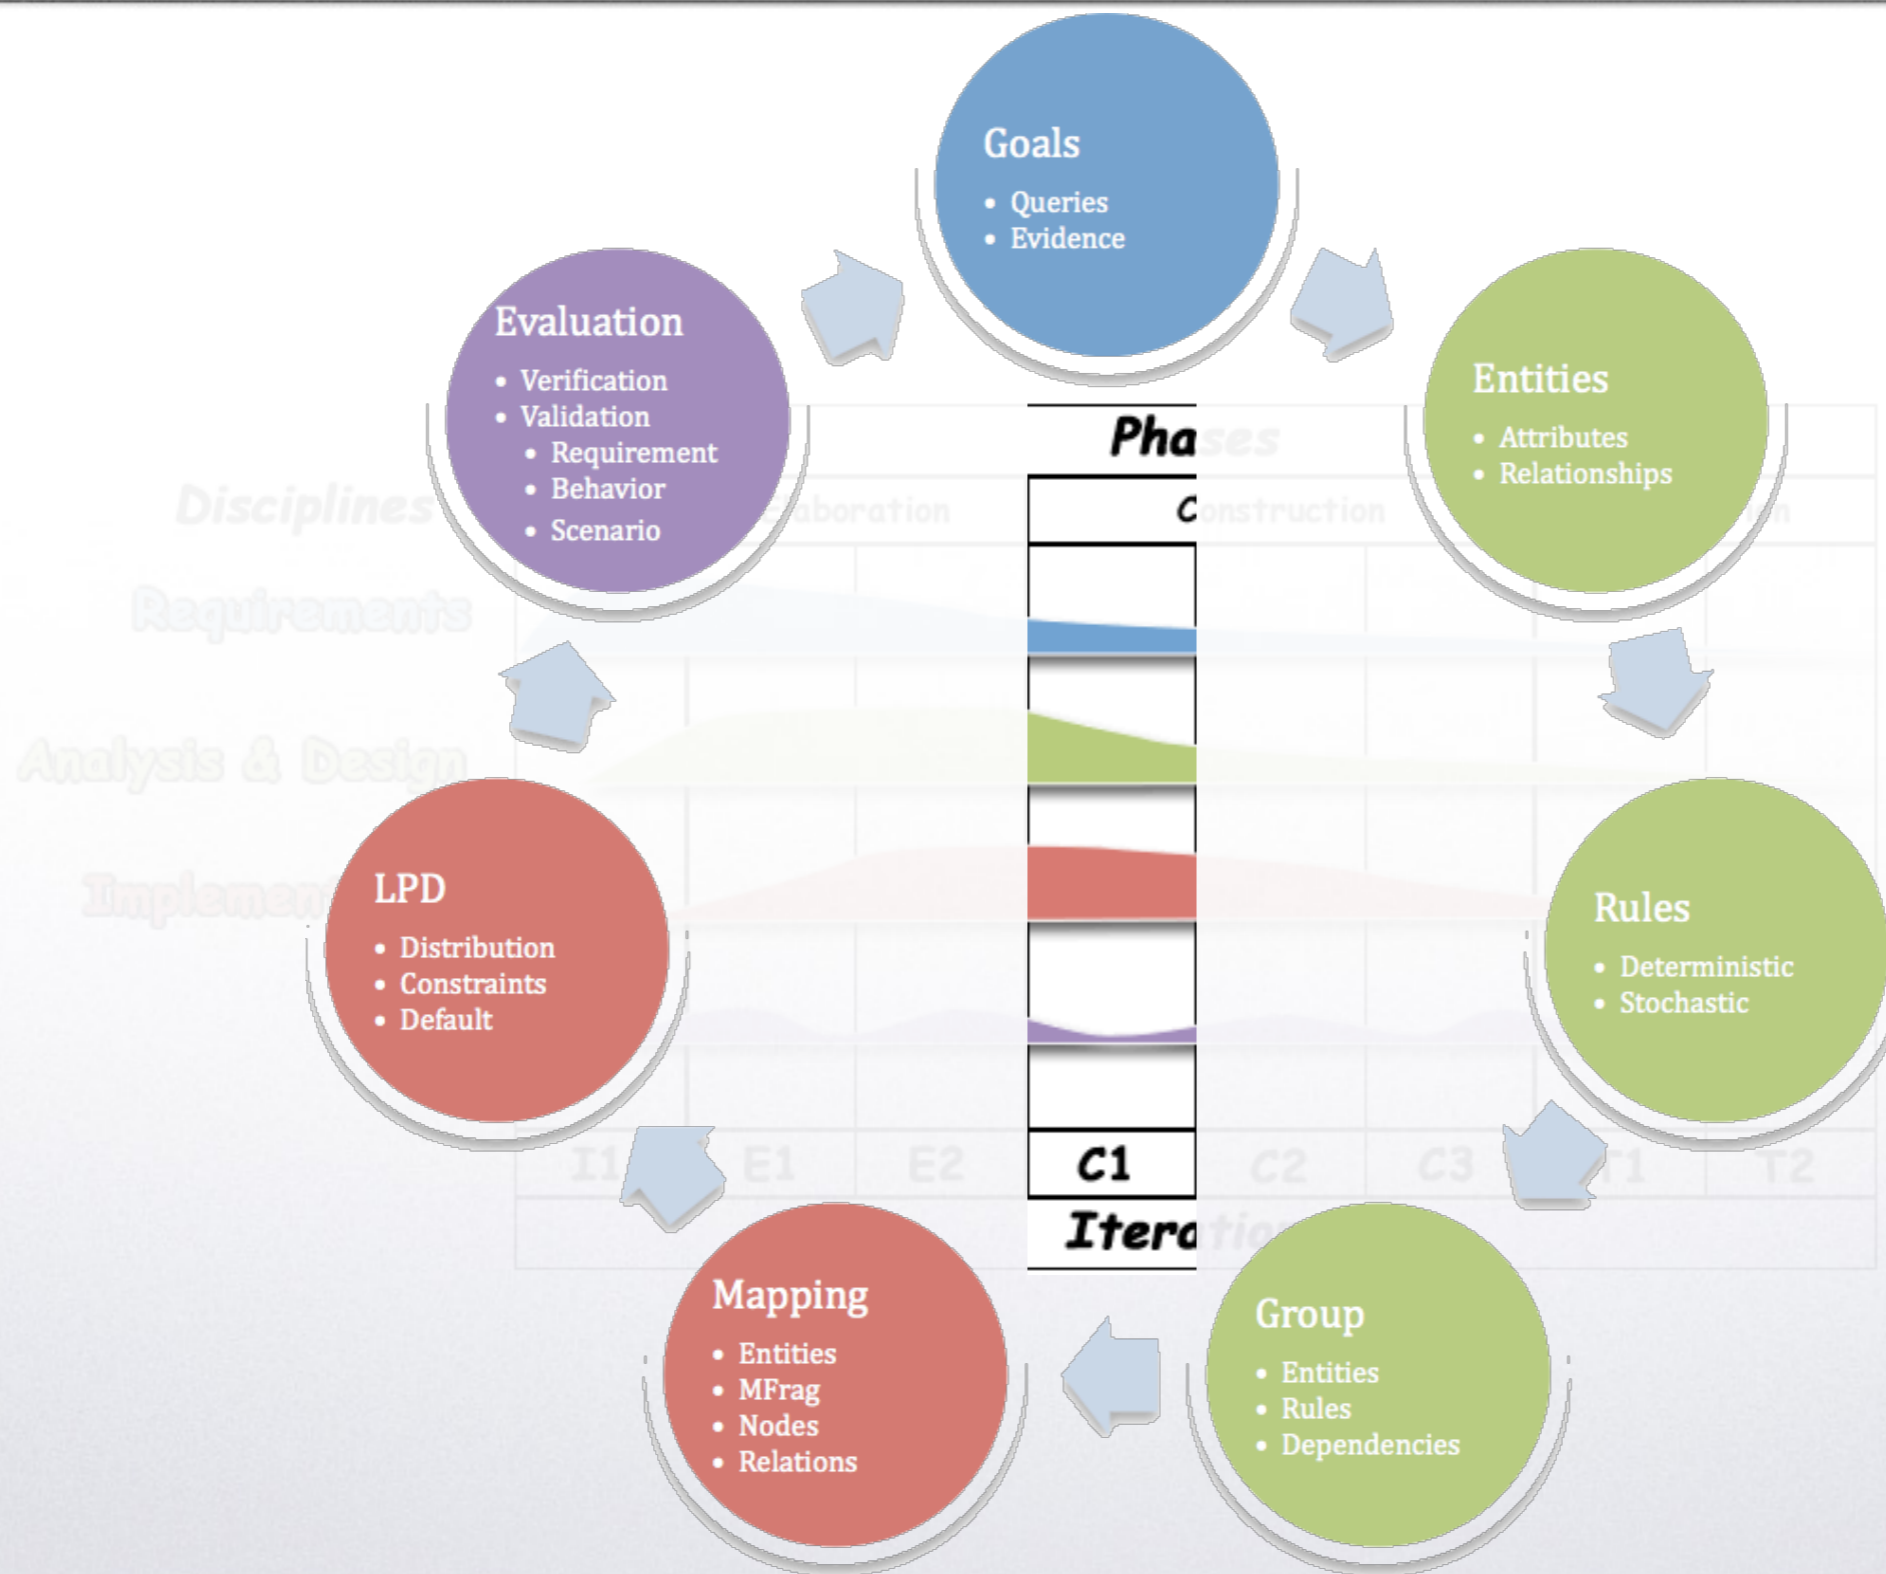 Goals
• Queries
• Evidence
Entities
• Attributes
• Relationships
Rules
• Deterministic
• Stochastic
Group
• Entities
• Rules
• Dependencies
Mapping
• Entities
• MFrag
• Nodes
• Relations
LPD
• Distribution
• Constraints
• Default
Evaluation
• Verification
• Validation
• Requirement
• Behavior
• Scenario
Phases
Disciplines
Elaboration
Construction
Requirements
Analysis & Design
I1
E1
E2
C1
C2
C3
T1
T2